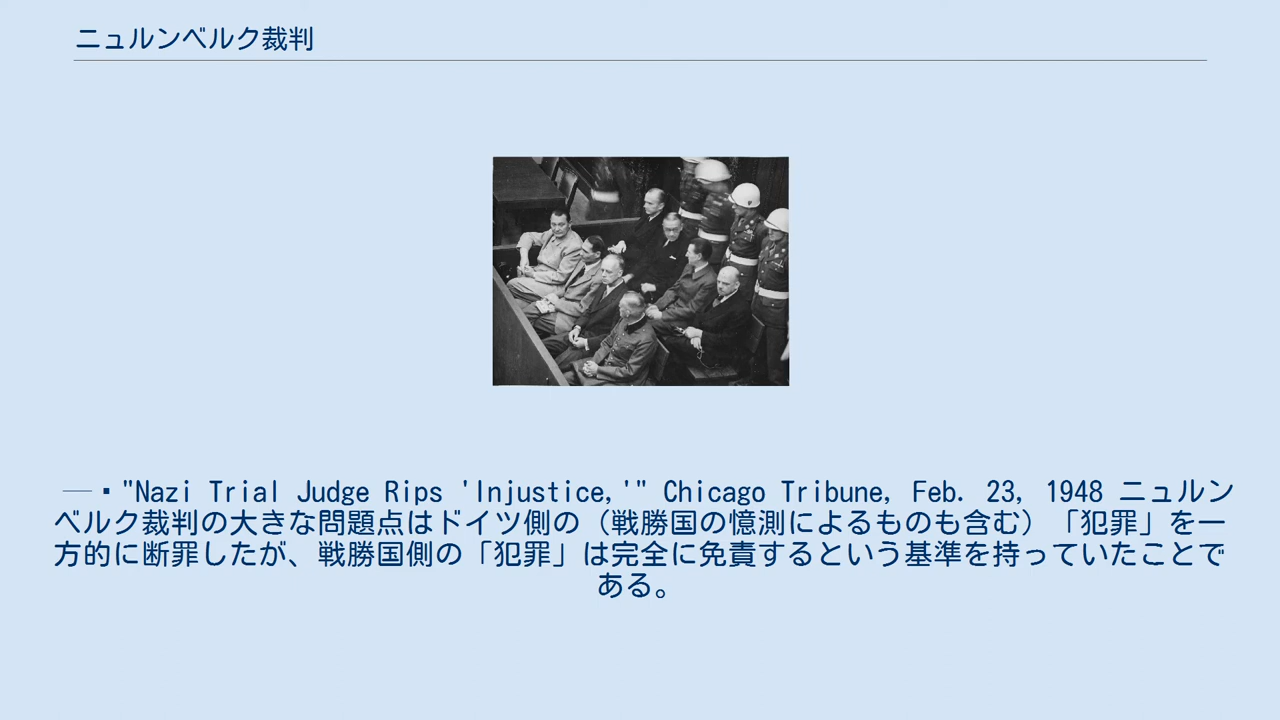 ニュルンベルク裁判
―▪"Nazi Trial Judge Rips 'Injustice,'" Chicago Tribune, Feb. 23, 1948 ニュルン
ベルク裁判の大きな問題点はドイツ側の（戦勝国の憶測によるものも含む）「犯罪」を一
方的に断罪したが、戦勝国側の「犯罪」は完全に免責するという基準を持っていたことで
ある。